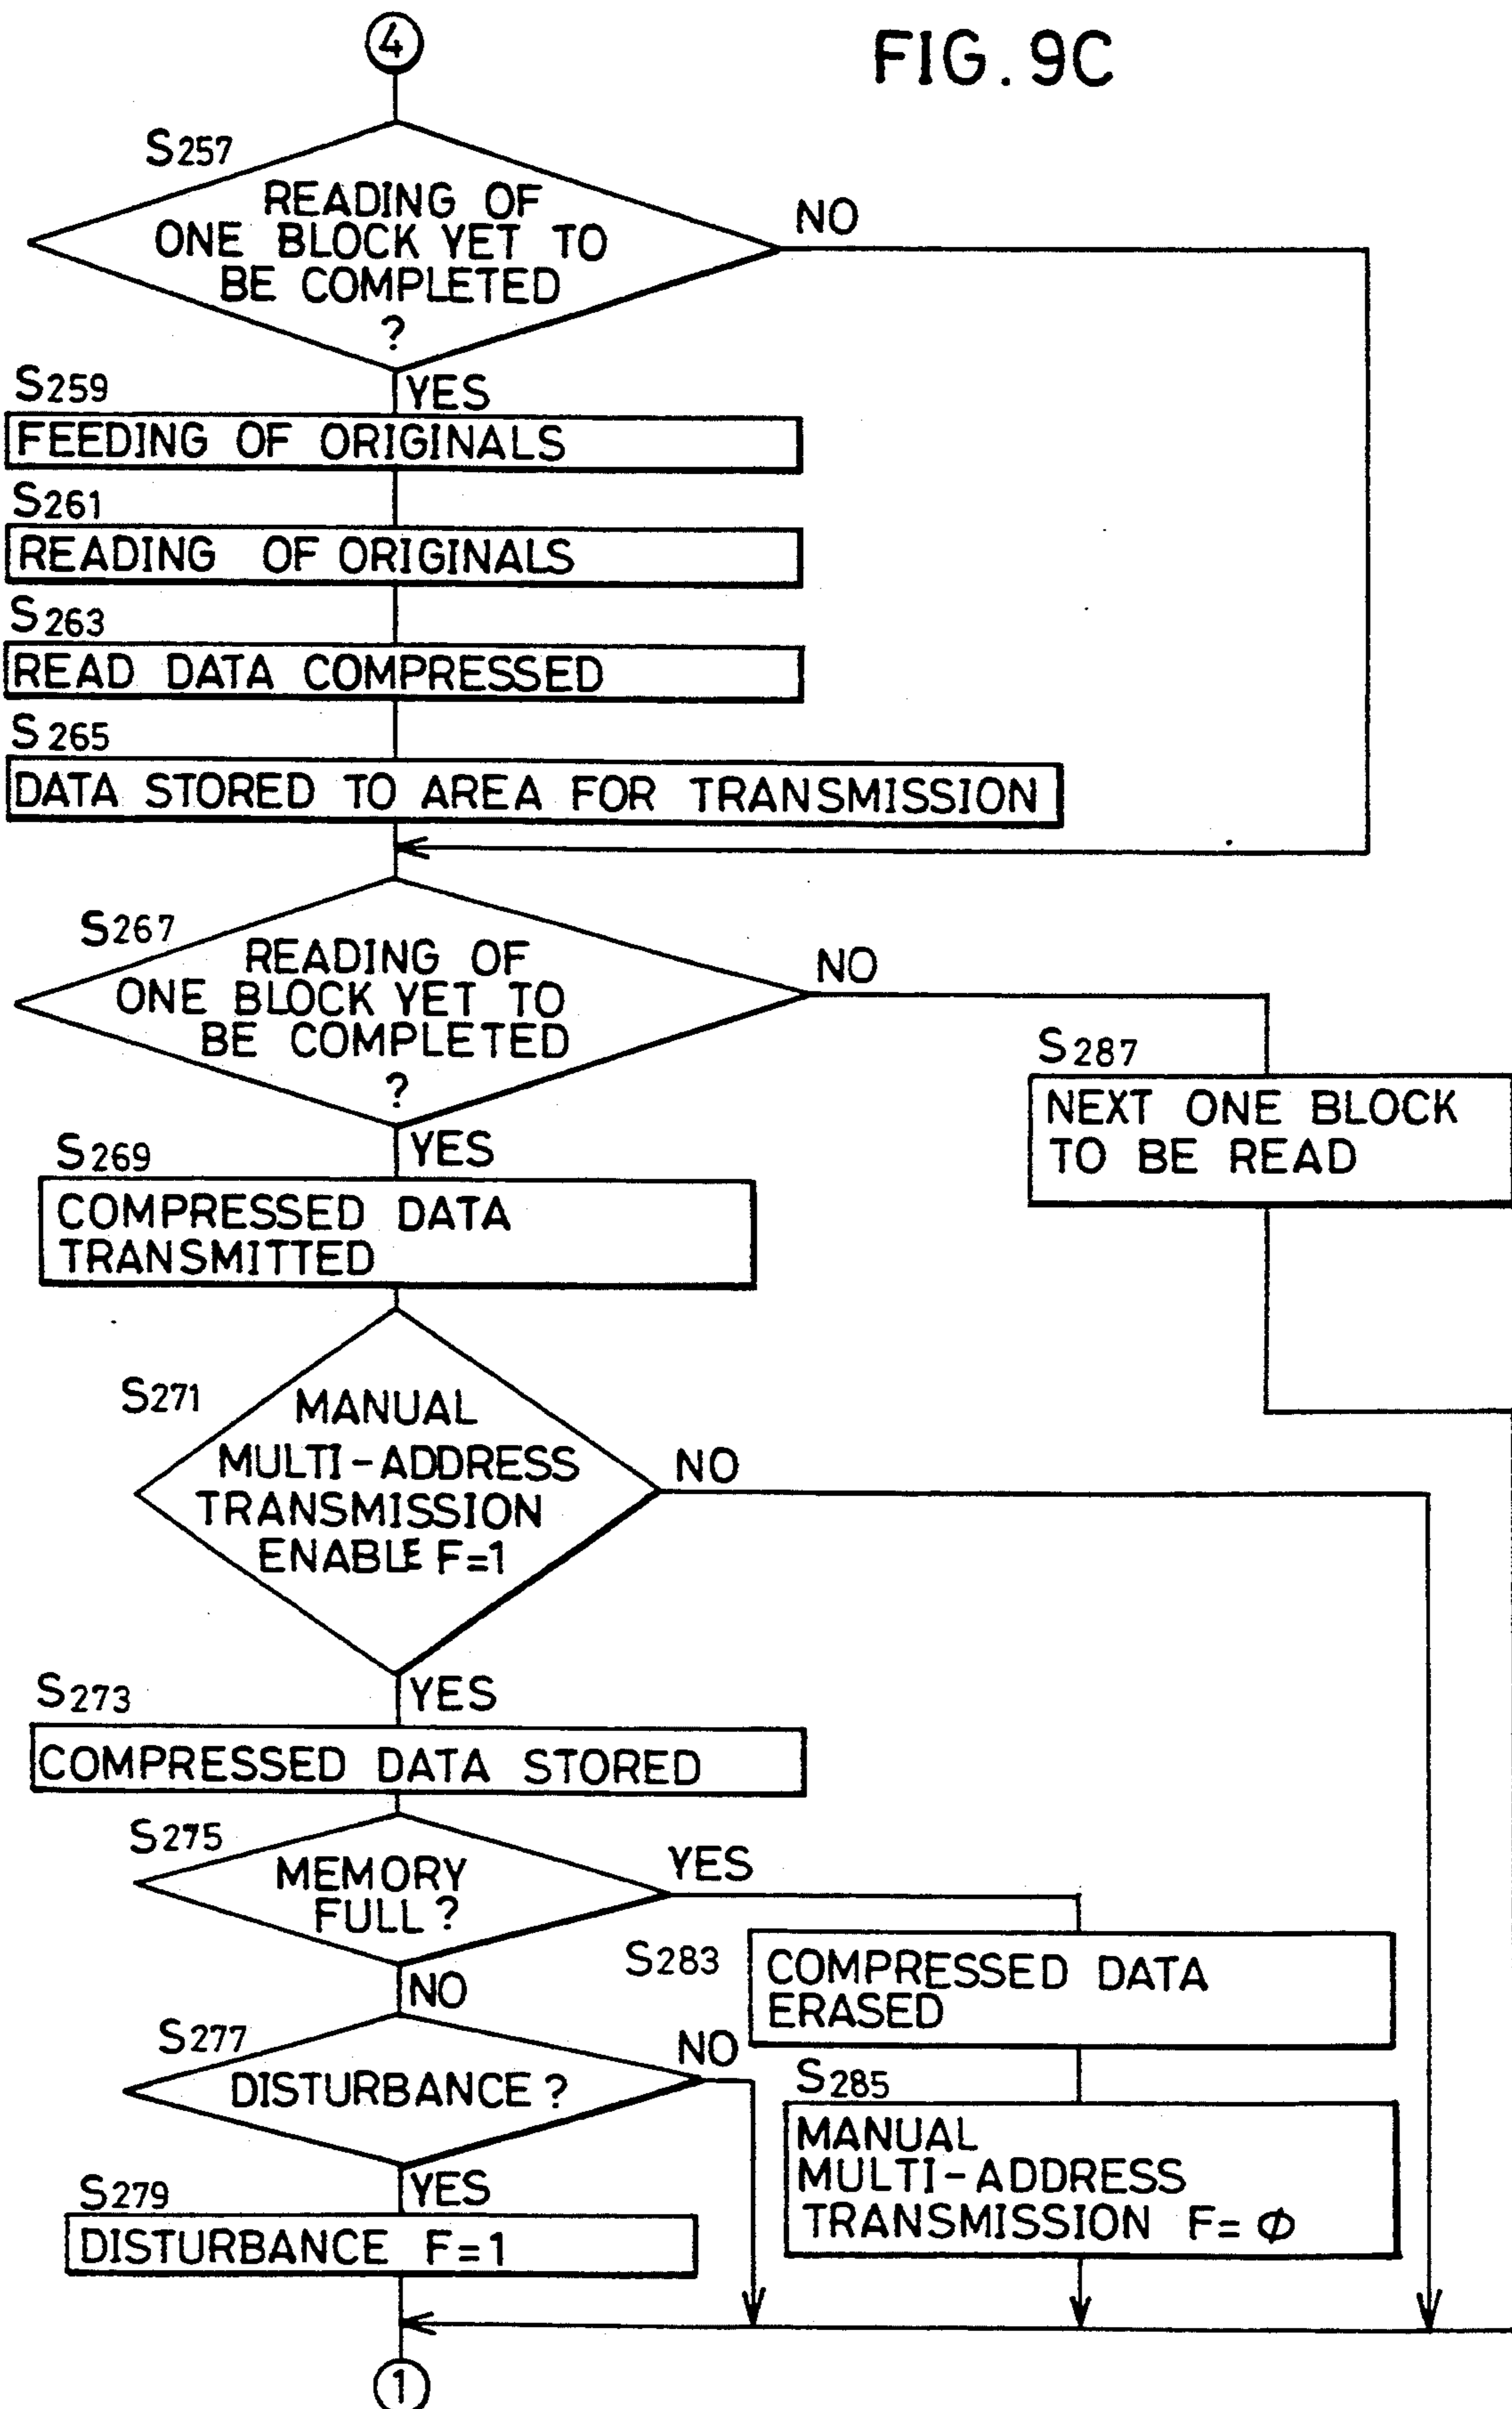 4
FIG. 9C
S257
READING OF
ONE BLOCK YET TO
BE COMPLETED
?
NO
YES
S259
FEEDING OF ORIGINALS
S261
READING OF ORIGINALS
S263
READ DATA COMPRESSED
S265
DATA STORED TO AREA FOR TRANSMISSION
S267
READING OF
ONE BLOCK YET TO
BE COMPLETED
?
NO
YES
S287
NEXT ONE BLOCK
TO BE READ
S269
COMPRESSED DATA
TRANSMITTED
S271
MANUAL
MULTI-ADDRESS
TRANSMISSION
ENABLE F=1
NO
YES
S273
COMPRESSED DATA STORED
S275
MEMORY
FULL?
YES
NO
S283
COMPRESSED DATA
ERASED
S277
DISTURBANCE?
NO
YES
S285
MANUAL
MULTI-ADDRESS
TRANSMISSION F=Φ
S279
DISTURBANCE F=1
1